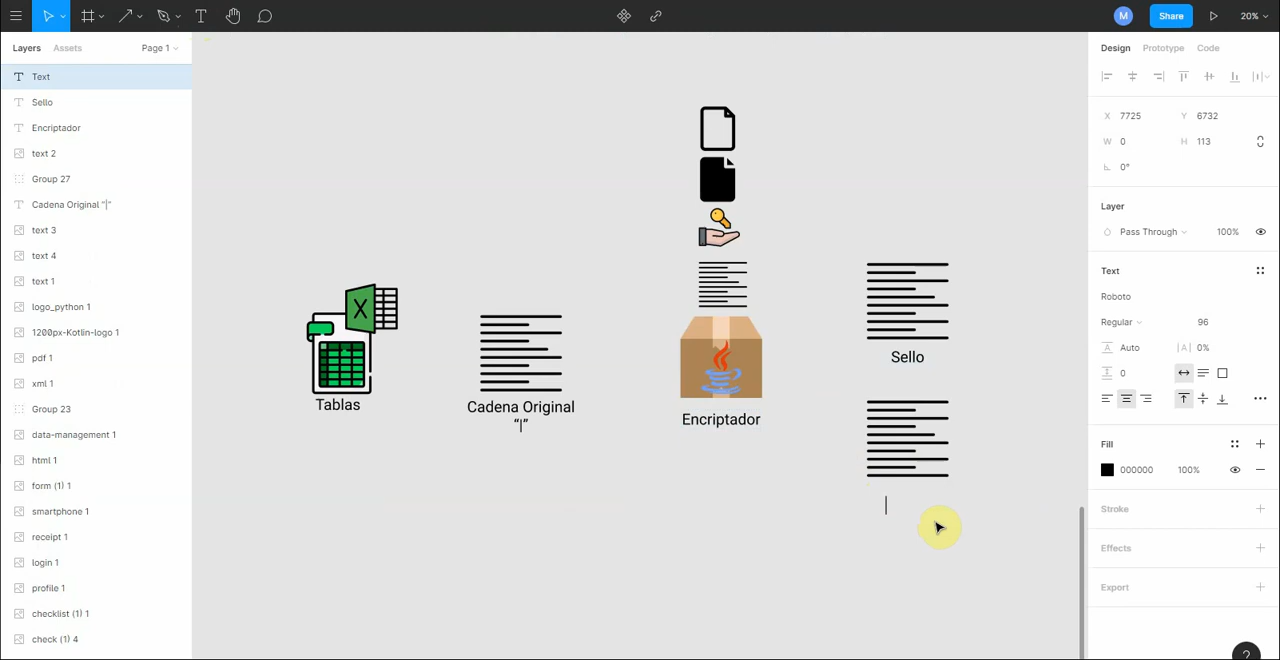 M
Share
20%
Layers
Assets
Page 1
Text
Sello
Encriptador
text 2
Group 27
Cadena Original "|"
text 3
text 4
text 1
logo_python 1
1200px-Kotlin-logo 1
pdf 1
xml 1
Group 23
data-management 1
html 1
form (1) 1
smartphone 1
receipt 1
login 1
profile 1
checklist (1) 1
check (1) 4
X
Tablas
Cadena Original
"|"
Encriptador
Sello
Design
Prototype
Code
X 7725
Y 6732
W 0
H 113
0°
Layer
Pass Through
100%
Text
Roboto
Regular
96
A Auto
|A| 0%
0
Fill
000000
100%
Stroke
Effects
Export
?